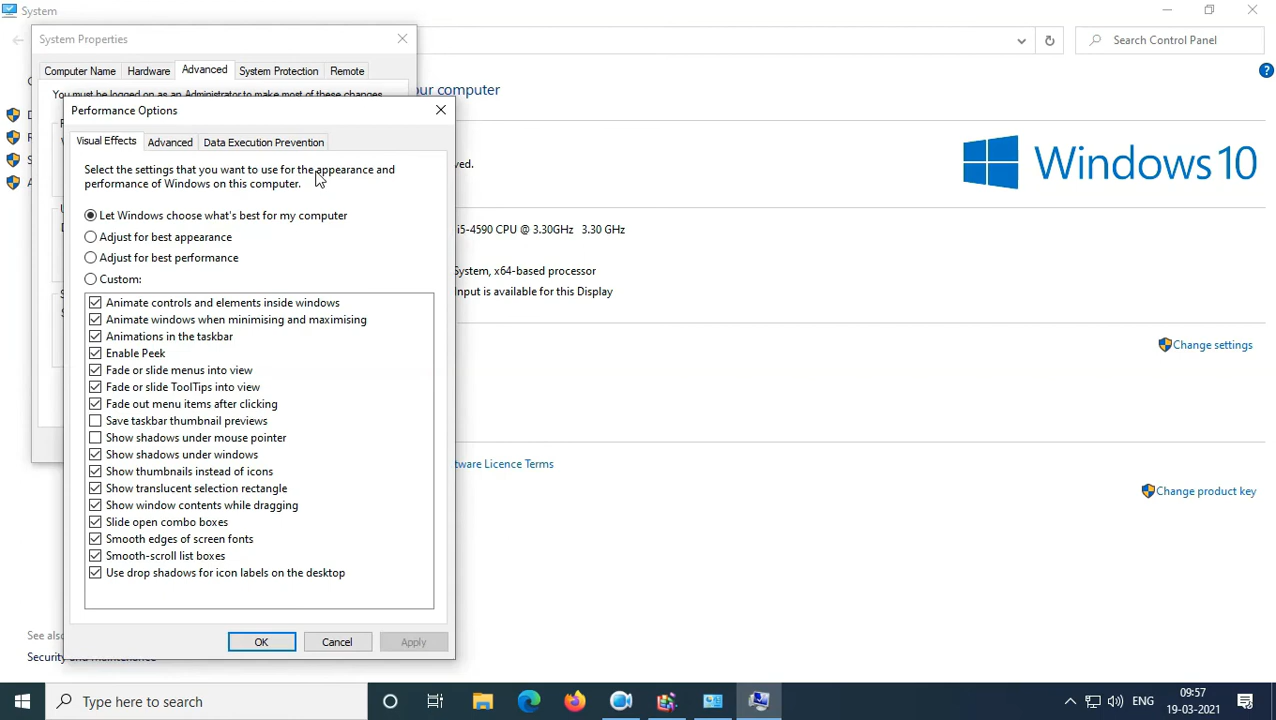 System
System Properties
Search Control Panel
Computer Name
Hardware
Advanced
System Protection
Remote
You must be logged on as an Administrator to make most of these changes.
our computer
Performance Options
Visual Effects
Advanced
Data Execution Prevention
Select the settings that you want to use for the appearance and
performance of Windows on this computer.
Let Windows choose what's best for my computer
Adjust for best appearance
Adjust for best performance
Custom:
Animate controls and elements inside windows
Animate windows when minimising and maximising
Animations in the taskbar
Enable Peek
Fade or slide menus into view
Fade or slide ToolTips into view
Fade out menu items after clicking
Save taskbar thumbnail previews
Show shadows under mouse pointer
Show shadows under windows
Show thumbnails instead of icons
Show translucent selection rectangle
Show window contents while dragging
Slide open combo boxes
Smooth edges of screen fonts
Smooth-scroll list boxes
Use drop shadows for icon labels on the desktop
OK
Cancel
Apply
ved.
Windows 10
i5-4590 CPU @ 3.30GHz 3.30 GHz
System, x64-based processor
Input is available for this Display
Change settings
tware Licence Terms
Change product key
See also
Security and Maintenance
Type here to search
ENG
09:57
19-03-2021